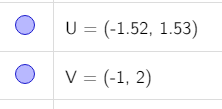 U = (-1.52, 1.53)
V = (-1, 2)